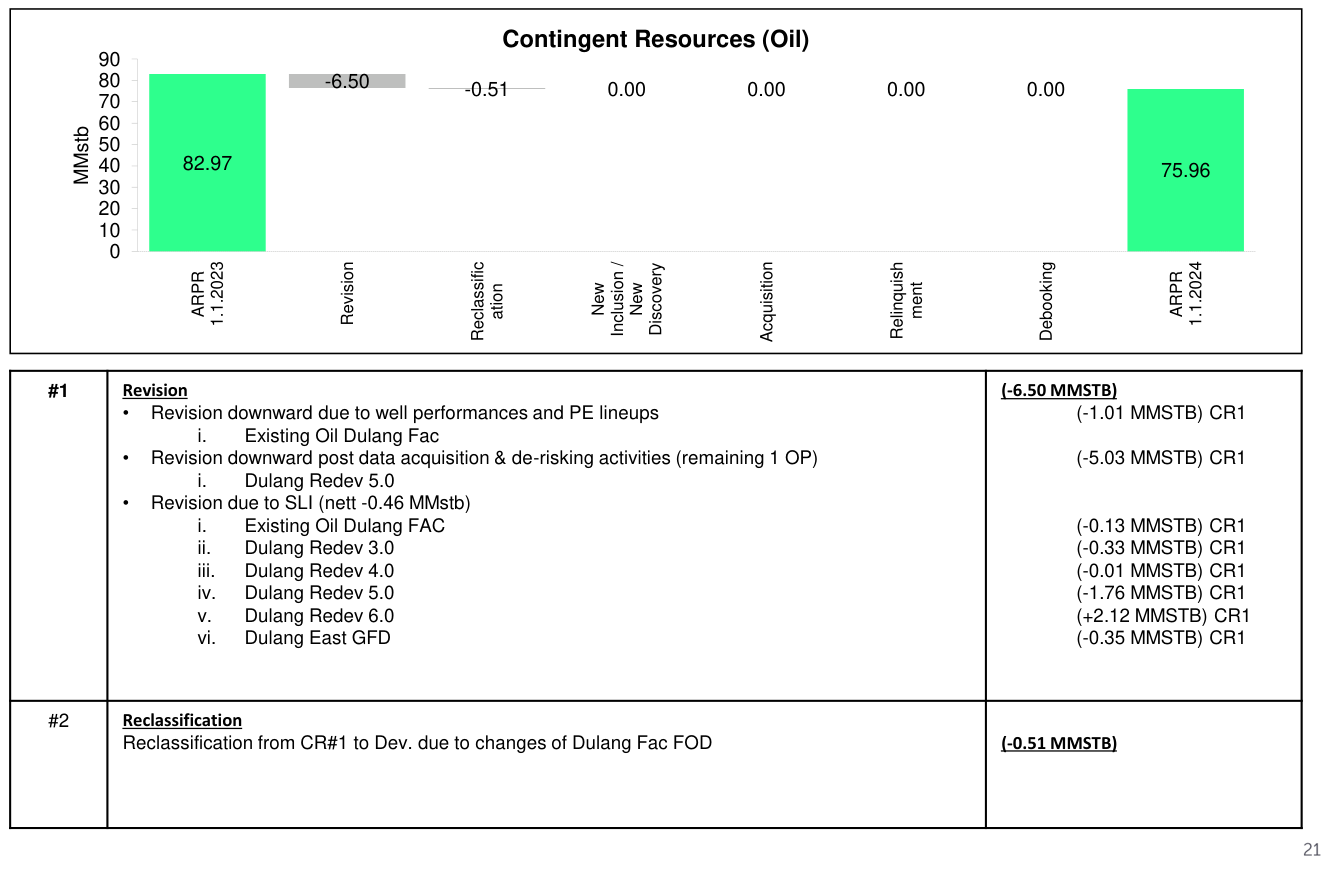 Contingent Resources (Oil)
MMstb
90
80
70
60
50
40
30
20
10
0
82.97
-6.50
-0.51
0.00
0.00
0.00
0.00
75.96
ARPR
1.1.2023
Revision
Reclassific
ation
New
Inclusion /
New
Discovery
Acquisition
Relinquish
ment
Debooking
ARPR
1.1.2024
#1
Revision
(-6.50 MMSTB)
• Revision downward due to well performances and PE lineups
(-1.01 MMSTB) CR1
i. Existing Oil Dulang Fac
• Revision downward post data acquisition & de-risking activities (remaining 1 OP)
(-5.03 MMSTB) CR1
i. Dulang Redev 5.0
• Revision due to SLI (nett -0.46 MMstb)
i. Existing Oil Dulang FAC
(-0.13 MMSTB) CR1
ii. Dulang Redev 3.0
(-0.33 MMSTB) CR1
iii. Dulang Redev 4.0
(-0.01 MMSTB) CR1
iv. Dulang Redev 5.0
(-1.76 MMSTB) CR1
v. Dulang Redev 6.0
(+2.12 MMSTB) CR1
vi. Dulang East GFD
(-0.35 MMSTB) CR1
#2
Reclassification
Reclassification from CR#1 to Dev. due to changes of Dulang Fac FOD
(-0.51 MMSTB)
21